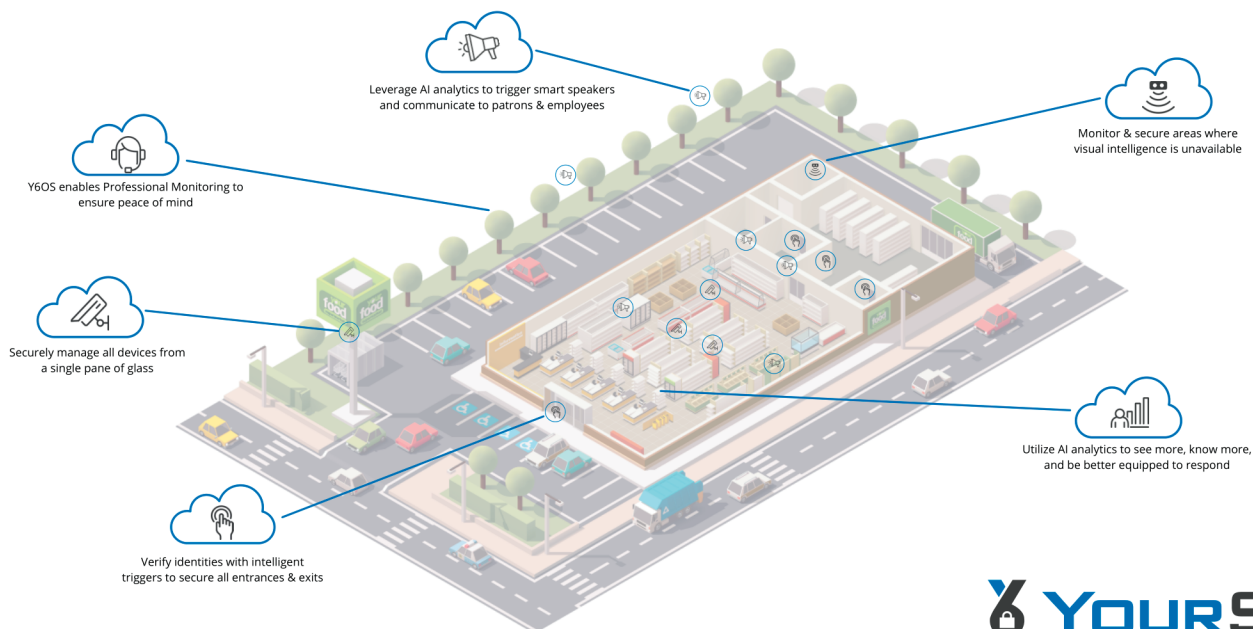 Leverage AI analytics to trigger smart speakers
and communicate to patrons & employees
Monitor & secure areas where
visual intelligence is unavailable
Y6OS enables Professional Monitoring to
ensure peace of mind
food
food
Securely manage all devices from
a single pane of glass
Utilize AI analytics to see more, know more,
and be better equipped to respond
Verify identities with intelligent
triggers to secure all entrances & exits
YOURS